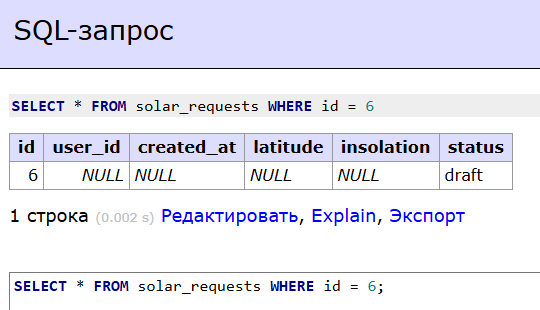 SQL-запрос
SELECT * FROM solar_requests WHERE id = 6
id user_id created_at latitude insolation status
6 NULL NULL NULL NULL draft
1 строка (0.002 s) Редактировать, Explain, Экспорт
SELECT * FROM solar_requests WHERE id = 6;